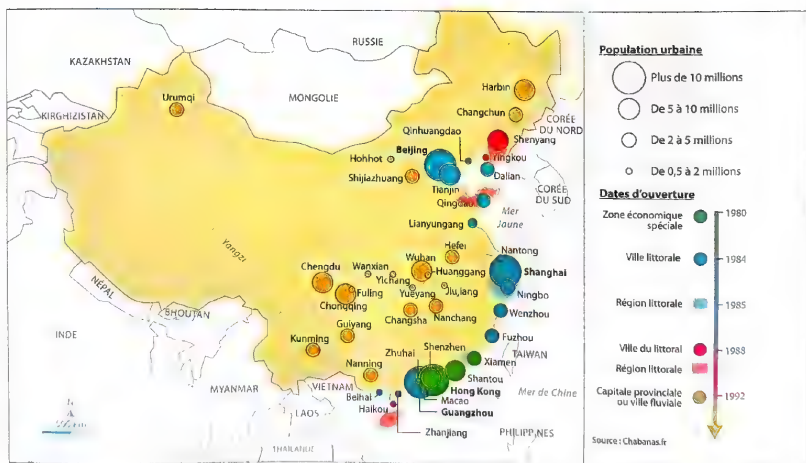 RUSSIE
KAZAKHSTAN
MONGOLIE
KIRGHIZISTAN
Urumqi
Harbin
Changchun
CORÉE
DU NORD
Qinhuangdao
Shenyang
Beijing
Hohhot
Yingkou
Shijiazhuang
Dalian
Tianjin
CORÉE
DU SUD
Qingdao
Mer
Jaune
Lianyungang
Yangzi
Hefei
Nantong
Wuhan
Wanxian
Chengdu
Huanggang
Shanghai
Yichang
Fuling
Yueyang
Jiujiang
Ningbo
Chongqing
NÉPAL
Changsha
Nanchang
Wenzhou
BHOUTAN
Guiyang
INDE
Kunming
Fuzhou
Shenzhen
TAIWAN
Zhuhai
Xiamen
Nanning
Shantou
MYANMAR
VIETNAM
Hong Kong
Mer de Chine
Beihai
Macao
LAOS
Haikou
Guangzhou
Zhanjiang
PHILIPPINES
THAÏLANDE
Population urbaine
Plus de 10 millions
De 5 à 10 millions
De 2 à 5 millions
De 0,5 à 2 millions
Dates d'ouverture
Zone économique
spéciale
1980
Ville littorale
1984
Région littorale
1985
Ville du littoral
1988
Région littorale
Capitale provinciale
ou ville fluviale
1992
Source : Chabanas.fr